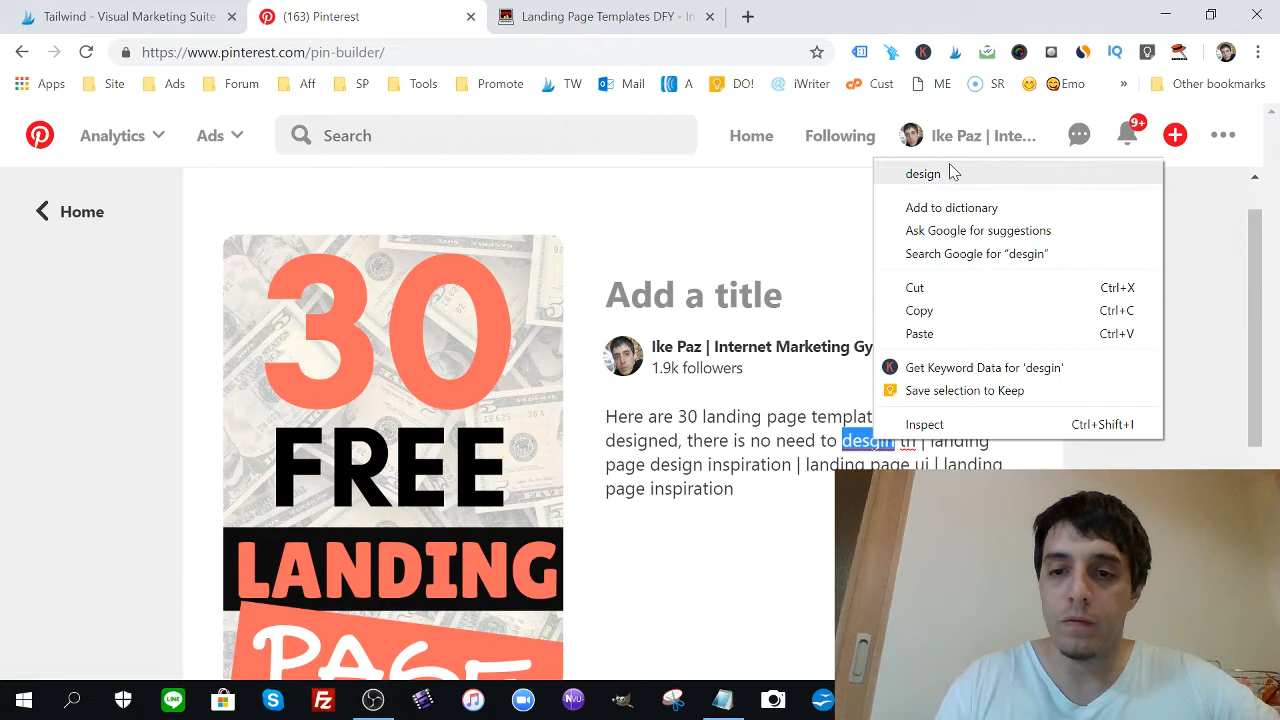 Tailwind - Visual Marketing Suite
(163) Pinterest
Landing Page Templates DFY - In
https://www.pinterest.com/pin-builder/
Apps Site Ads Forum Aff SP Tools Promote TW Mail A DO! iWriter Cust ME SR Emo » Other bookmarks
Analytics Ads Search Home Following Ike Paz | Inte... 9+
Home
design
Add to dictionary
Ask Google for suggestions
Search Google for “desgin”
Cut Ctrl+X
Copy Ctrl+C
Paste Ctrl+V
Get Keyword Data for 'desgin'
Save selection to Keep
Inspect Ctrl+Shift+I
30
FREE
LANDING
PAGE
Add a title
Ike Paz | Internet Marketing Gy
1.9k followers
Here are 30 landing page templat
designed, there is no need to desgin th | landing
page design inspiration | landing page ui | landing
page inspiration